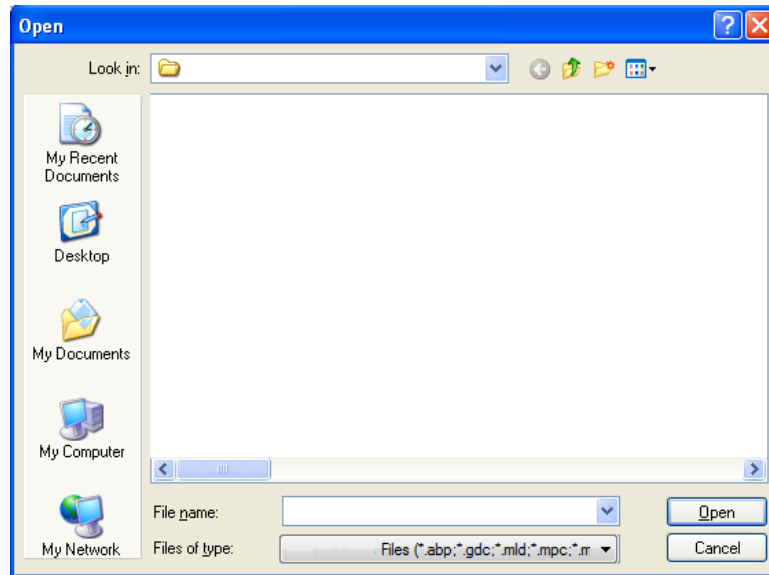 Open
Look in:
My Recent
Documents
Desktop
My Documents
My Computer
My Network
File name:
Open
Files of type:
Files (*.abp;*.gdc;*.mld;*.mpc;*.m
Cancel